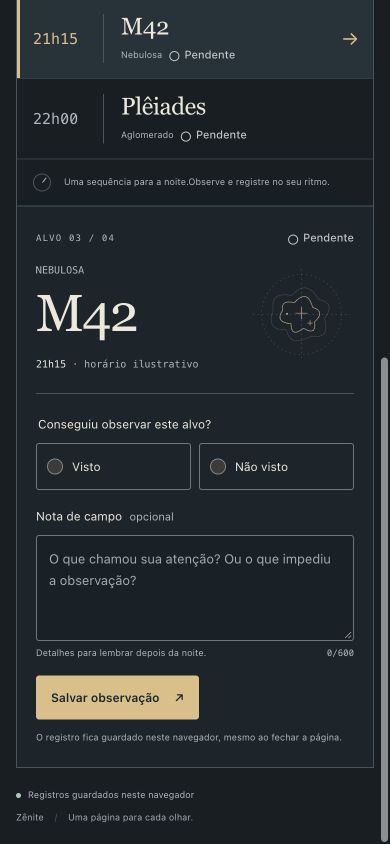 21h15
M42
Nebulosa Pendente
22h00
Plêiades
Aglomerado Pendente
Uma sequência para a noite.Observe e registre no seu ritmo.
ALVO 03 / 04 Pendente
NEBULOSA
M42
21h15 · horário ilustrativo
Conseguiu observar este alvo?
Visto Não visto
Nota de campo opcional
O que chamou sua atenção? Ou o que impediu
a observação?
Detalhes para lembrar depois da noite. 0/600
Salvar observação
O registro fica guardado neste navegador, mesmo ao fechar a página.
Registros guardados neste navegador
Zênite / Uma página para cada olhar.